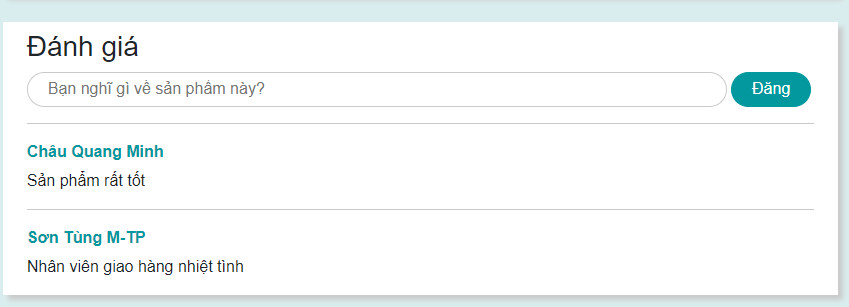 Đánh giá
Bạn nghĩ gì về sản phẩm này?
Đăng
Châu Quang Minh
Sản phẩm rất tốt
Sơn Tùng M-TP
Nhân viên giao hàng nhiệt tình